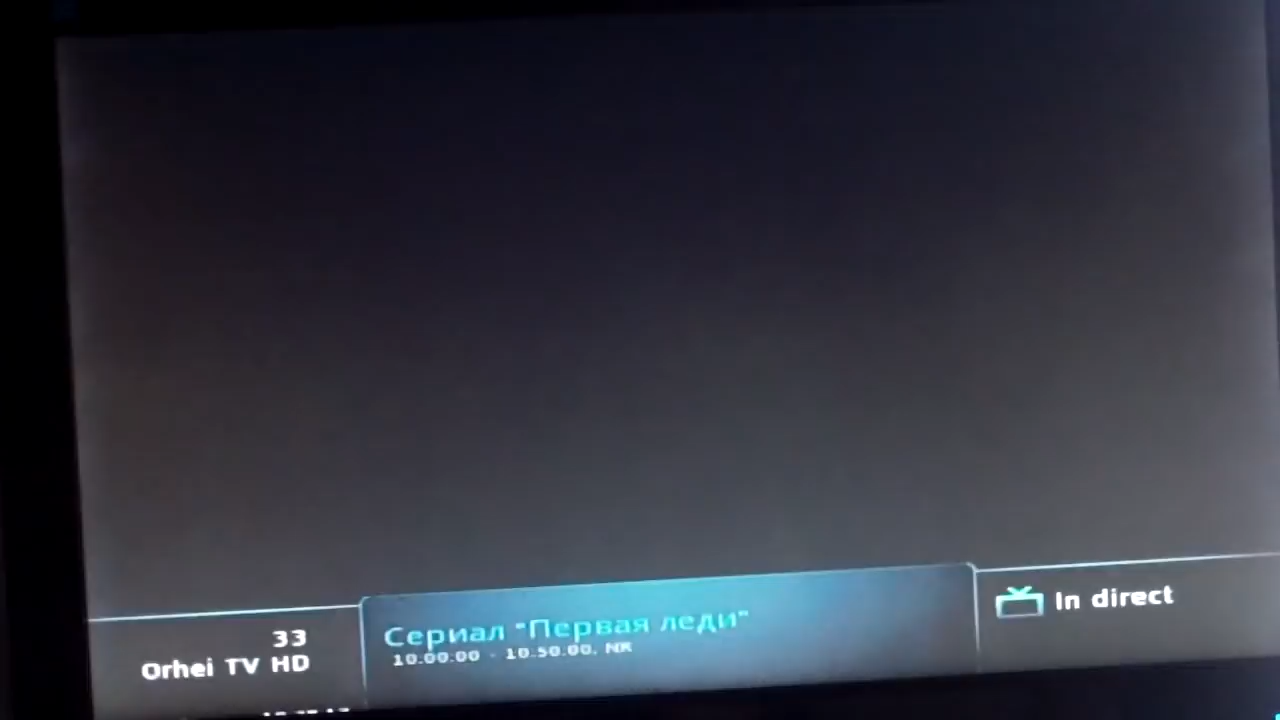 33
Orhei TV HD
Сериал "Первая леди"
10:00:00 - 10:50:00, NR
In direct